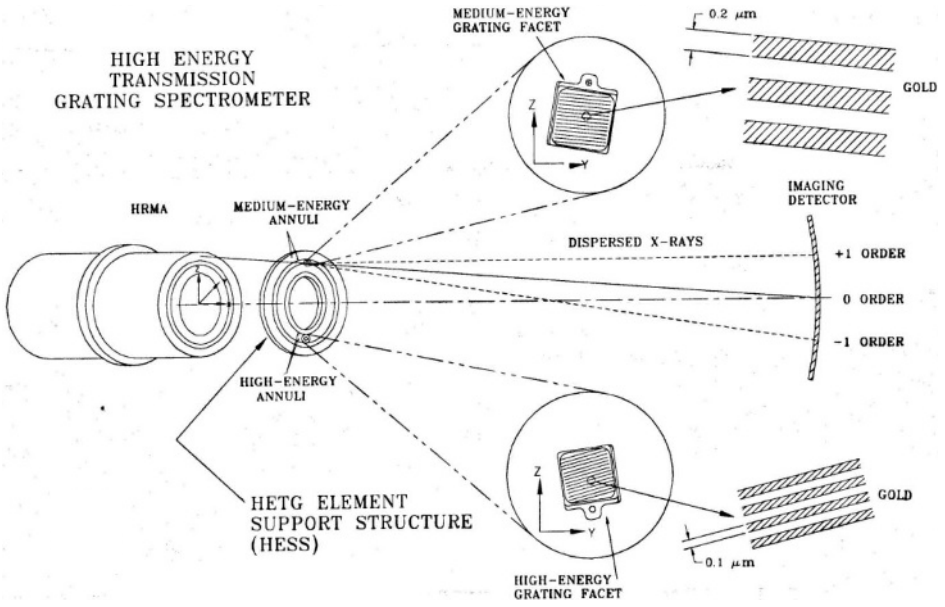 HIGH ENERGY
TRANSMISSION
GRATING SPECTROMETER
MEDIUM-ENERGY
GRATING FACET
0.2 μm
GOLD
Z
Y
HRMA
MEDIUM-ENERGY
ANNULI
IMAGING
DETECTOR
DISPERSED X-RAYS
+1 ORDER
0 ORDER
-1 ORDER
Z
HIGH-ENERGY
ANNULI
HETG ELEMENT
SUPPORT STRUCTURE
(HESS)
Z
Y
GOLD
0.1 μm
HIGH-ENERGY
GRATING FACET